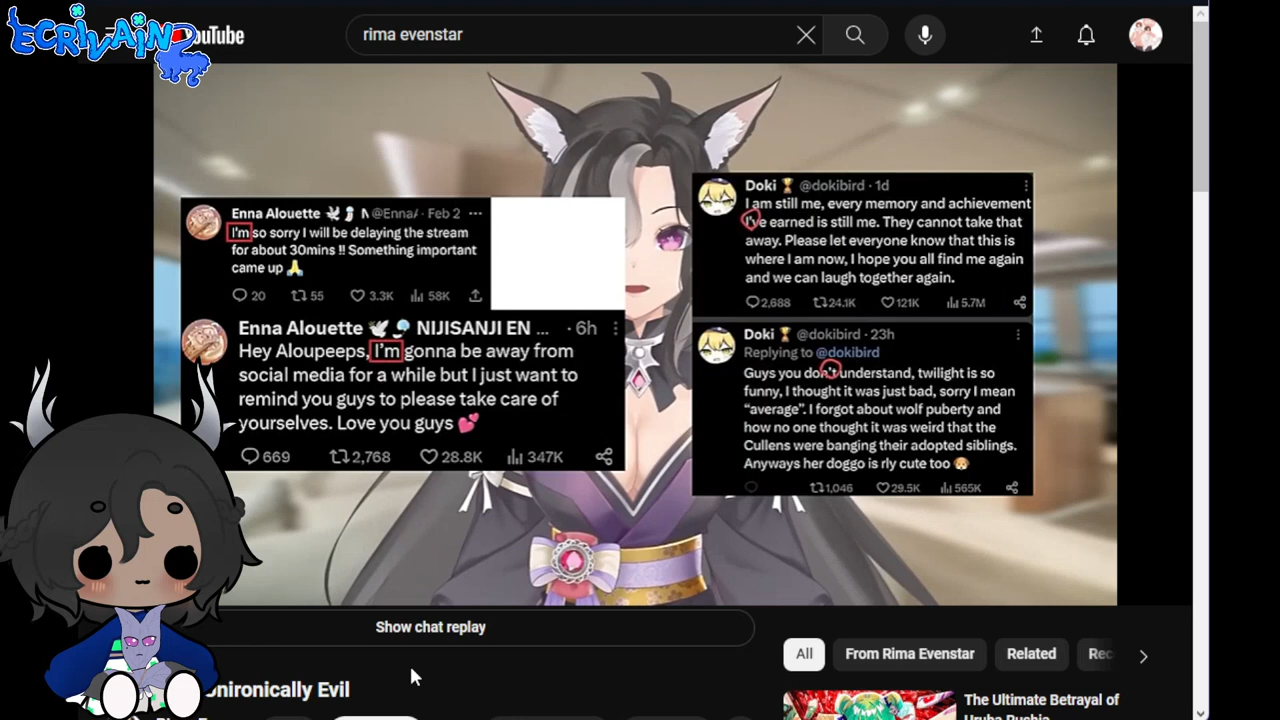 ECRIVAIN
YouTube
rima evenstar
Enna Alouette N @EnnaA · Feb 2 ···
I'm so sorry I will be delaying the stream
for about 30mins !! Something important
came up
20 55 3.3K 58K
Enna Alouette NIJISANJI EN ... · 6h
Hey Aloupeeps, I'm gonna be away from
social media for a while but I just want to
remind you guys to please take care of
yourselves. Love you guys
669 2,768 28.8K 347K
Doki @dokibird · 1d
I am still me, every memory and achievement
I've earned is still me. They cannot take that
away. Please let everyone know that this is
where I am now, I hope you all find me again
and we can laugh together again.
2,688 24.1K 121K 5.7M
Doki @dokibird · 23h
Replying to @dokibird
Guys you don't understand, twilight is so
funny, I thought it was just bad, sorry I mean
“average”. I forgot about wolf puberty and
how no one thought it was weird that the
Cullens were banging their adopted siblings.
Anyways her doggo is rly cute too
1,046 29.5K 565K
Show chat replay
All From Rima Evenstar Related Rec
nironically Evil
The Ultimate Betrayal of